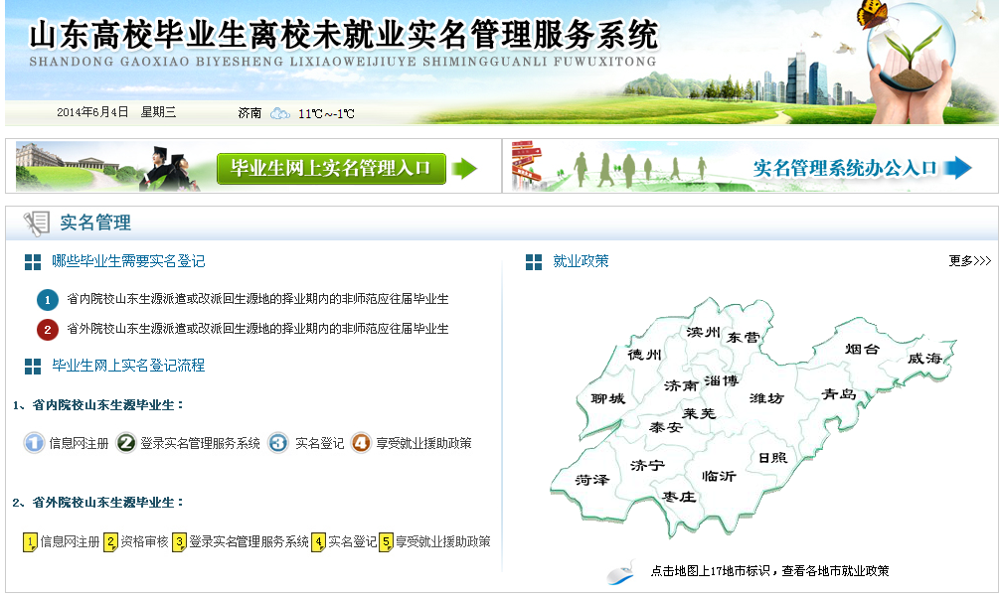 山东高校毕业生离校未就业实名管理服务系统
SHANDONG GAOXIAO BIYESHENG LIXIAOWEIJIUYE SHIMINGGUANLI FUWUXITONG
2014年6月4日 星期三 济南 11℃~-1℃
毕业生网上实名管理入口
实名管理系统办公入口
实名管理
哪些毕业生需要实名登记
1 省内院校山东生源派遣或改派回生源地的择业期内的非师范应往届毕业生
2 省外院校山东生源派遣或改派回生源地的择业期内的非师范应往届毕业生
毕业生网上实名登记流程
1、省内院校山东生源毕业生：
1 信息网注册 2 登录实名管理服务系统 3 实名登记 4 享受就业援助政策
2、省外院校山东生源毕业生：
1 信息网注册 2 资格审核 3 登录实名管理服务系统 4 实名登记 5 享受就业援助政策
就业政策 更多>>>
滨州 东营
德州 烟台 威海
济南 淄博
聊城 潍坊 青岛
莱芜
泰安
济宁 日照
菏泽 临沂
枣庄
点击地图上17地市标识，查看各地市就业政策